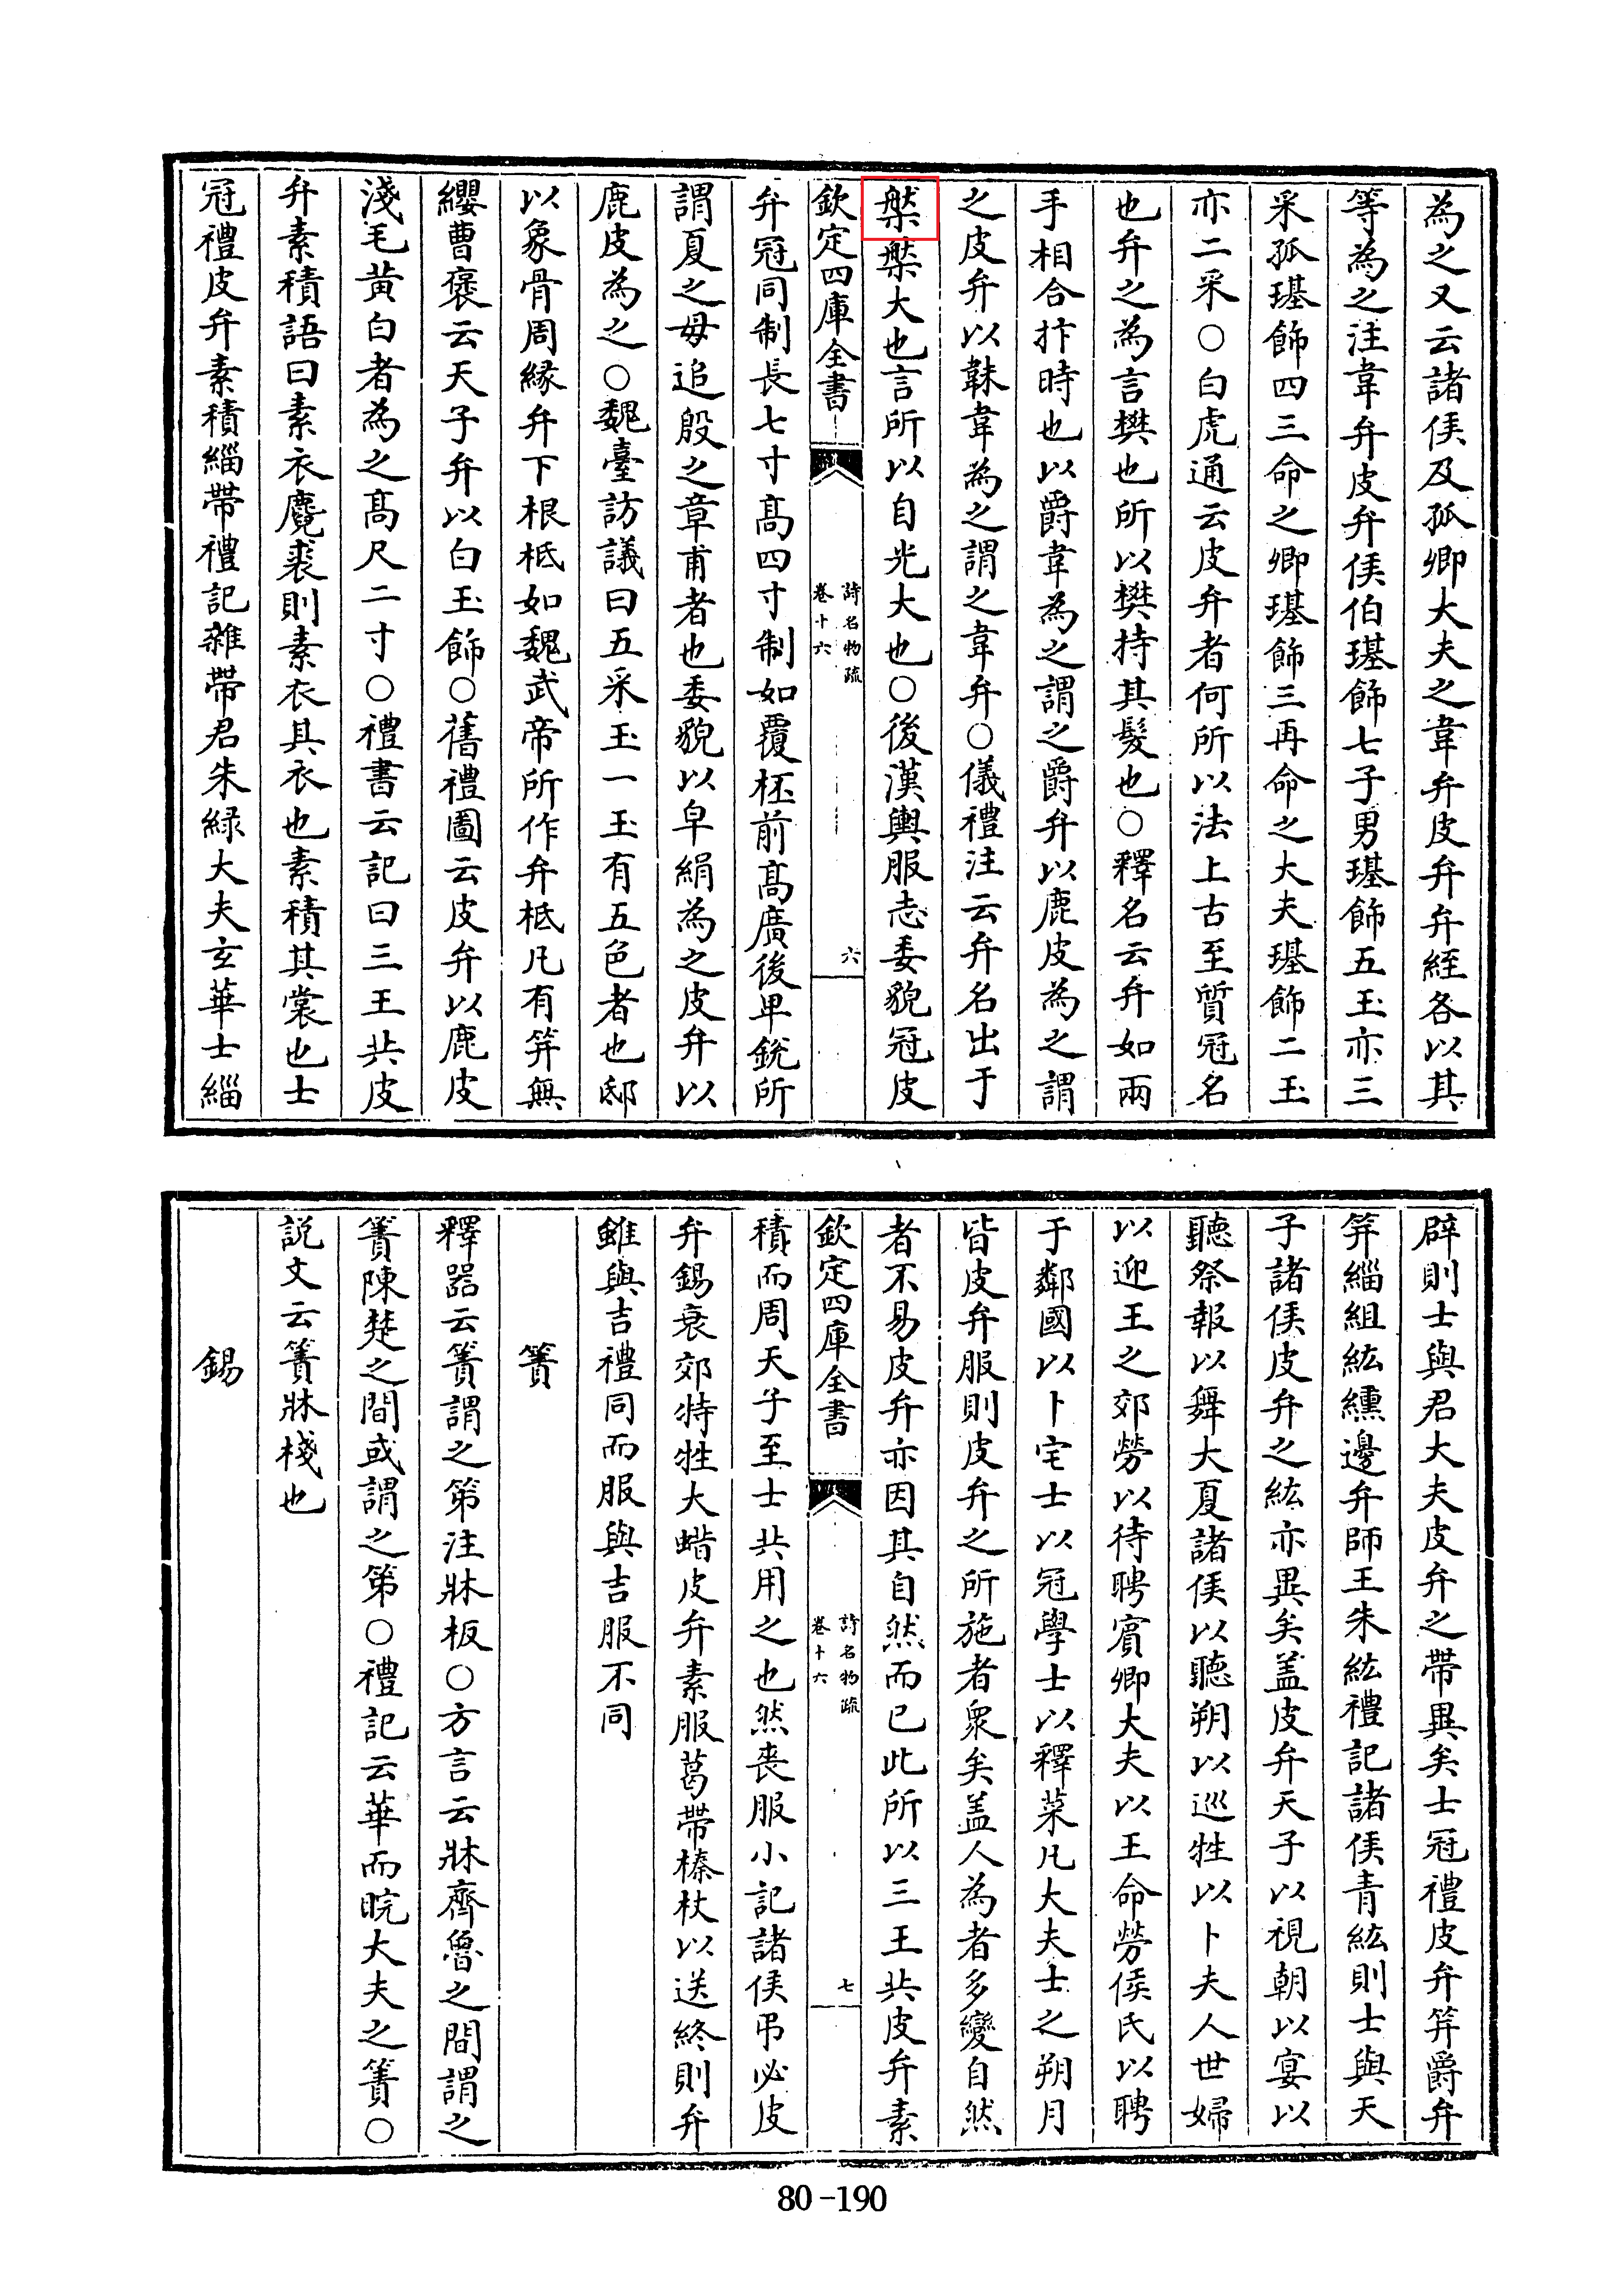 為之又云諸侯及孤卿大夫之韋弁皮弁弁絰各以其
等為之注韋弁皮弁侯伯璂飾七子男璂飾五玉亦三
采孤璂飾四三命之卿璂飾三再命之大夫璂飾二玉
亦二采○白虎通云皮弁者何所以法上古至質冠名
也弁之為言樊也所以樊持其髮也○釋名云弁如兩
手相合抃時也以爵韋為之謂之爵弁以鹿皮為之謂
之皮弁以韎韋為之謂之韋弁○儀禮注云弁名出于
槃槃大也言所以自光大也○後漢輿服志委貌冠皮
欽定四庫全書
詩名物疏
卷十六
六
弁冠同制長七寸髙四寸制如覆杯前髙廣後卑銳所
謂夏之毋追殷之章甫者也委貌以皁絹為之皮弁以
鹿皮為之○魏臺訪議曰五采玉一玉有五色者也邸
以象骨周緣弁下根柢如魏武帝所作弁柢凡有笄無
纓曹褒云天子弁以白玉飾○舊禮圖云皮弁以鹿皮
淺毛黃白者為之髙尺二寸○禮書云記曰三王共皮
弁素積語曰素衣麑裘則素衣其衣也素積其裳也士
冠禮皮弁素積緇帶禮記雜帶君朱緑大夫玄華士緇
辟則士與君大夫皮弁之帶異矣士冠禮皮弁笄爵弁
笄緇組紘纁邊弁師王朱紘禮記諸侯青紘則士與天
子諸侯皮弁之紘亦異矣盖皮弁天子以視朝以宴以
聽祭報以舞大夏諸侯以聽朔以巡牲以卜夫人世婦
以迎王之郊勞以待聘賓卿大夫以王命勞侯氏以聘
于鄰國以卜宅士以冠學士以釋菜凡大夫士之朔月
皆皮弁服則皮弁之所施者衆矣盖人為者多變自然
者不易皮弁亦因其自然而已此所以三王共皮弁素
欽定四庫全書
詩名物疏
卷十六
七
積而周天子至士共用之也然喪服小記諸侯弔必皮
弁錫衰郊特牲大蜡皮弁素服葛帶榛杖以送終則弁
雖與吉禮同而服與吉服不同
簀
釋器云簀謂之笫注牀板○方言云牀齊魯之間謂之
簀陳楚之間或謂之笫○禮記云華而睆大夫之簀○
説文云簀牀棧也
錫
80-190